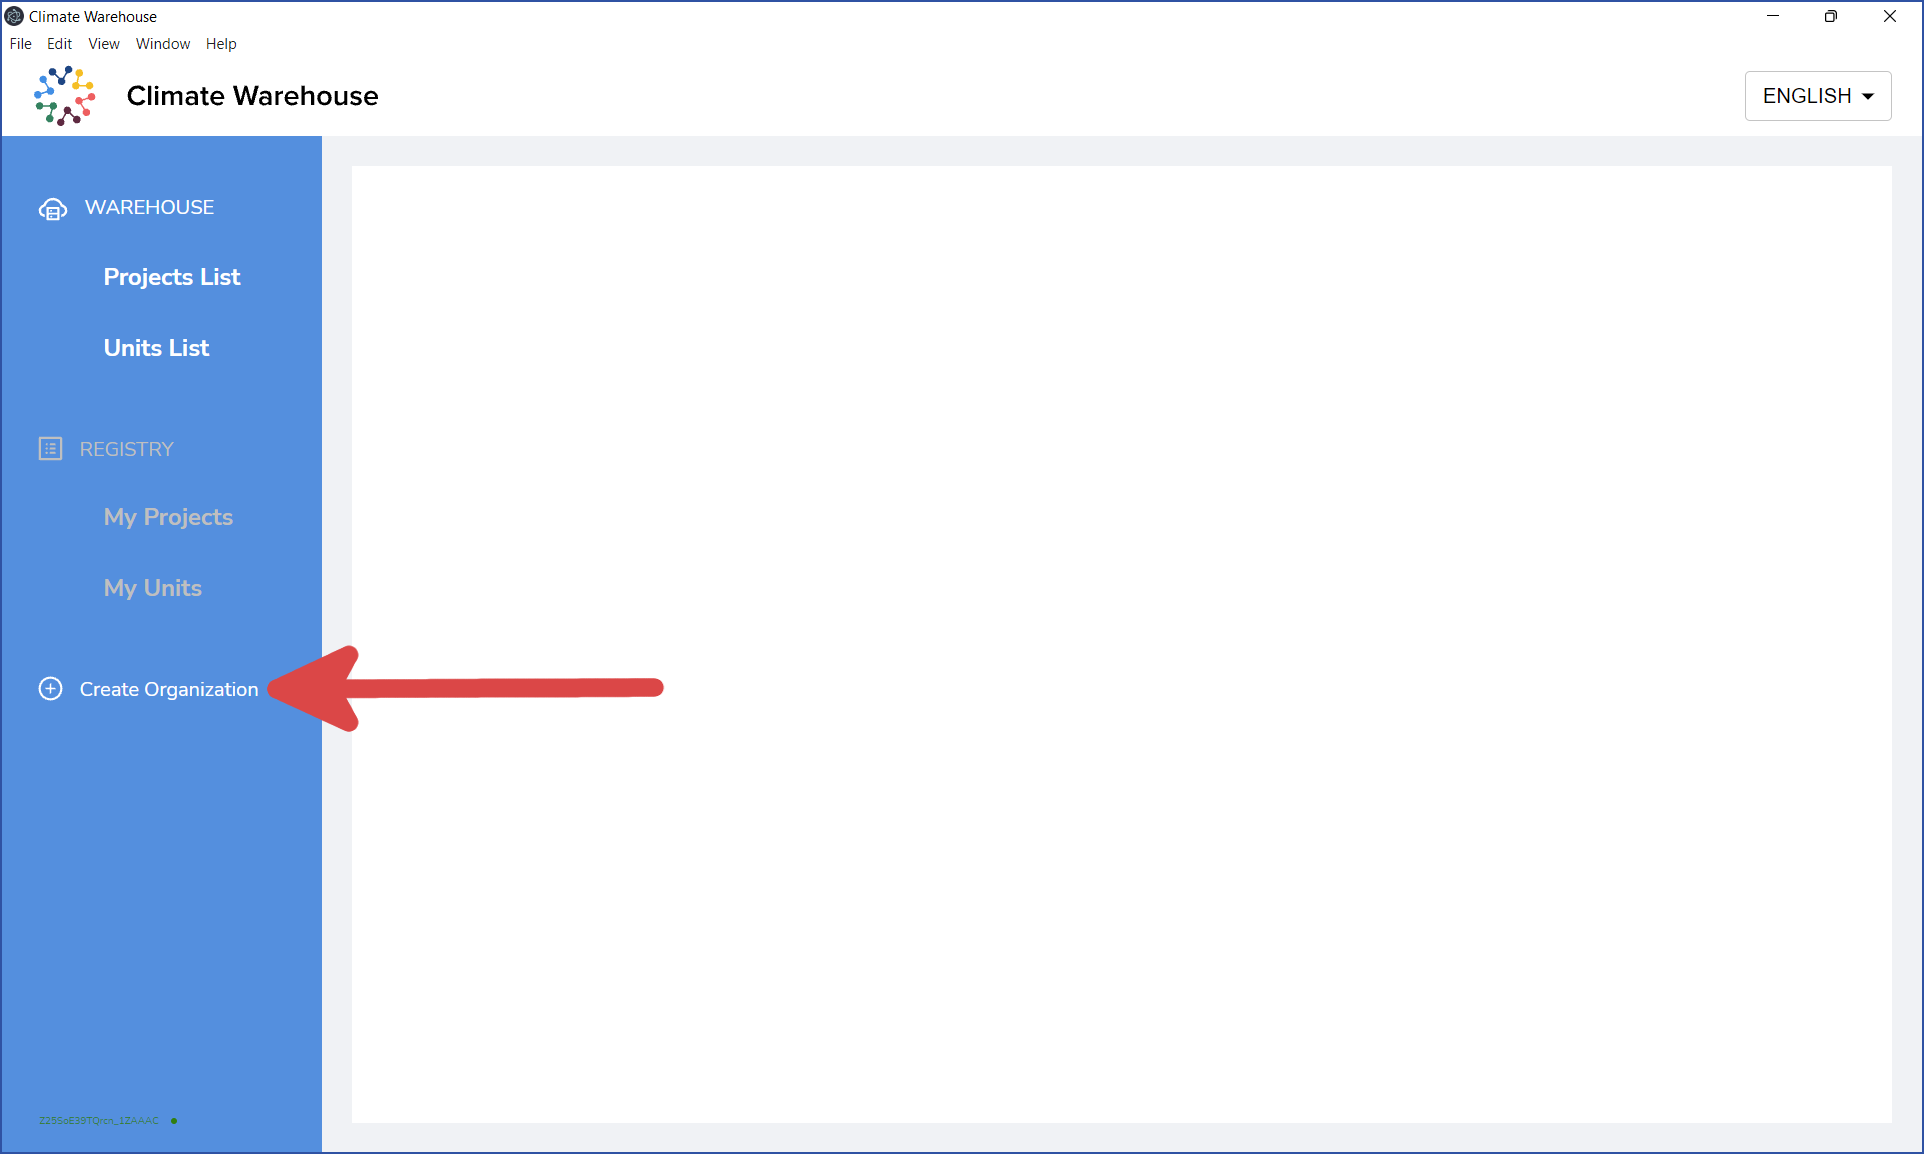 Climate Warehouse
File Edit View Window Help
Climate Warehouse
ENGLISH
WAREHOUSE
Projects List
Units List
REGISTRY
My Projects
My Units
Create Organization